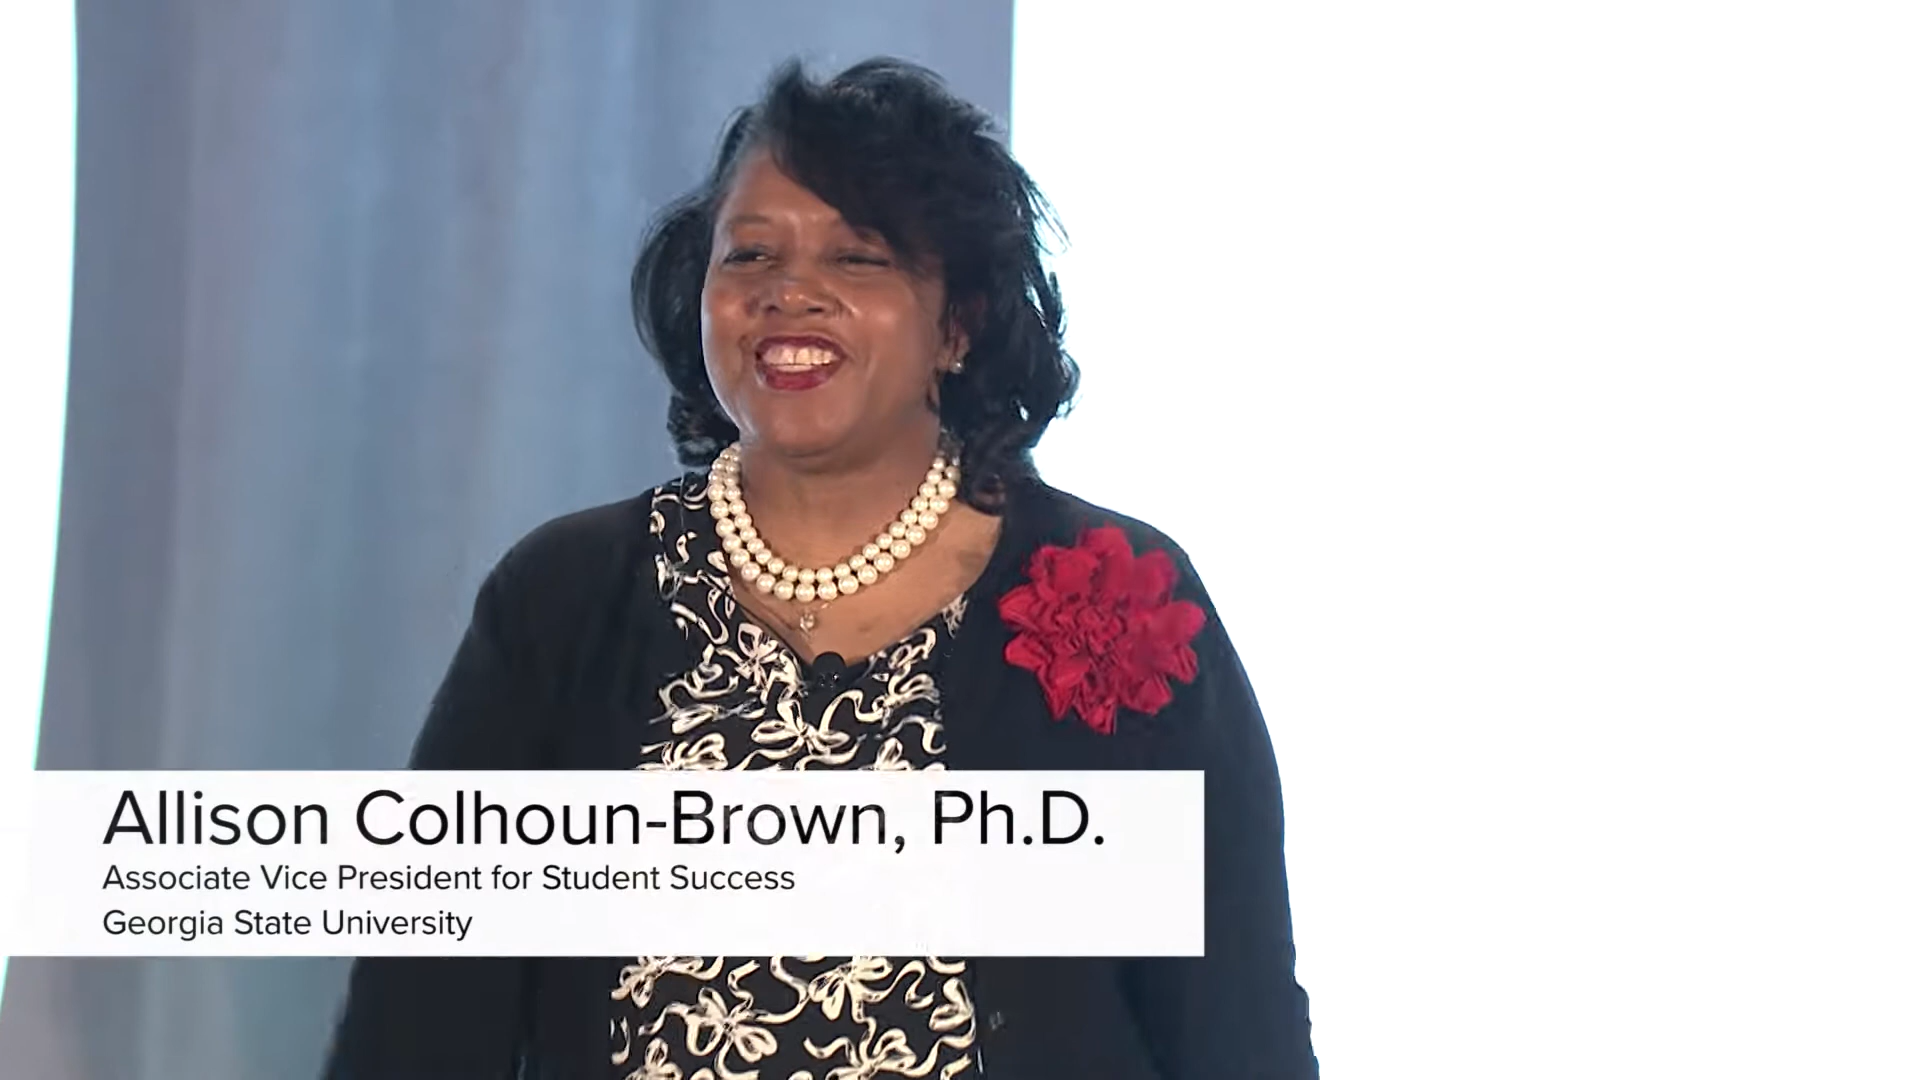 Allison Colhoun-Brown, Ph.D.
Associate Vice President for Student Success
Georgia State University